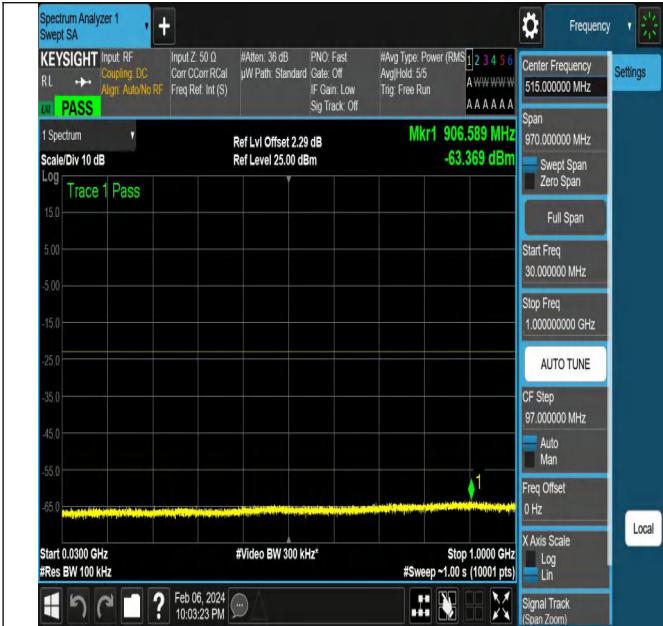 Spectrum Analyzer 1
Swept SA
Frequency
KEYSIGHT
RL
PASS
Input: RF
Coupling: DC
Align: Auto/No RF
Input Z: 50 Ω
Corr CCorr RCal
Freq Ref: Int (S)
#Atten: 36 dB
µW Path: Standard
PNO: Fast
Gate: Off
IF Gain: Low
Sig Track: Off
#Avg Type: Power (RMS
Avg|Hold: 5/5
Trig: Free Run
1 2 3 4 5 6
A W W W W W
A A A A A A
1 Spectrum
Scale/Div 10 dB
Ref Lvl Offset 2.29 dB
Ref Level 25.00 dBm
Mkr1 906.589 MHz
-63.369 dBm
Log
Trace 1 Pass
15.0
5.00
-5.00
-15.0
-25.0
-35.0
-45.0
-55.0
-65.0
1
Start 0.0300 GHz
#Res BW 100 kHz
#Video BW 300 kHz*
Stop 1.0000 GHz
#Sweep ~1.00 s (10001 pts)
Feb 06, 2024
10:03:23 PM
Center Frequency
515.000000 MHz
Settings
Span
970.000000 MHz
Swept Span
Zero Span
Full Span
Start Freq
30.000000 MHz
Stop Freq
1.000000000 GHz
AUTO TUNE
CF Step
97.000000 MHz
Auto
Man
Freq Offset
0 Hz
X Axis Scale
Log
Lin
Local
Signal Track
(Span Zoom)